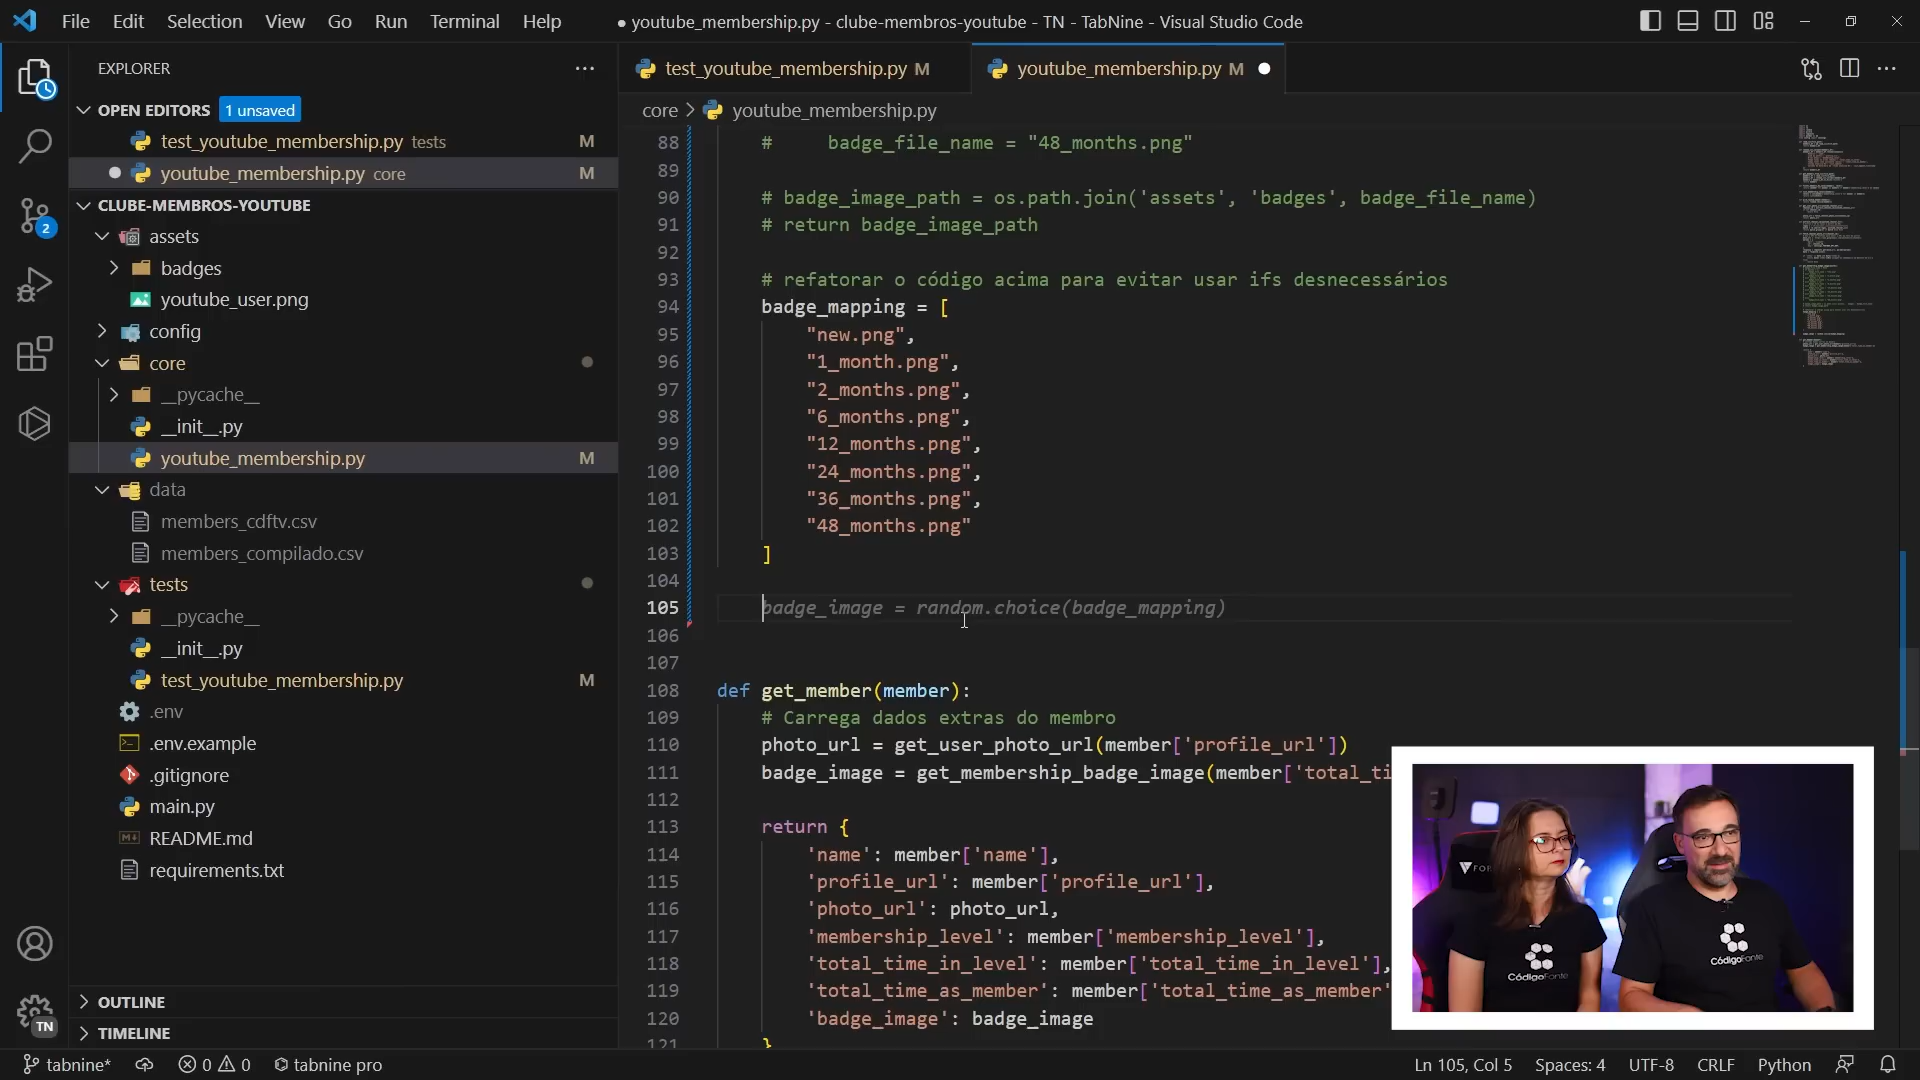 File Edit Selection View Go Run Terminal Help
● youtube_membership.py - clube-membros-youtube - TN - TabNine - Visual Studio Code
EXPLORER
OPEN EDITORS 1 unsaved
test_youtube_membership.py tests M
youtube_membership.py core M
CLUBE-MEMBROS-YOUTUBE
assets
badges
youtube_user.png
config
core
__pycache__
__init__.py
youtube_membership.py M
data
members_cdftv.csv
members_compilado.csv
tests
__pycache__
__init__.py
test_youtube_membership.py M
.env
.env.example
.gitignore
main.py
README.md
requirements.txt
OUTLINE
TIMELINE
2
TN
test_youtube_membership.py M
youtube_membership.py M
core > youtube_membership.py
88 #     badge_file_name = "48_months.png"
89
90 # badge_image_path = os.path.join('assets', 'badges', badge_file_name)
91 # return badge_image_path
92
93 # refatorar o código acima para evitar usar ifs desnecessários
94 badge_mapping = [
95 "new.png",
96 "1_month.png",
97 "2_months.png",
98 "6_months.png",
99 "12_months.png",
100 "24_months.png",
101 "36_months.png",
102 "48_months.png"
103 ]
104
105 badge_image = random.choice(badge_mapping)
106
107
108 def get_member(member):
109 # Carrega dados extras do membro
110 photo_url = get_user_photo_url(member['profile_url'])
111 badge_image = get_membership_badge_image(member['total_ti
112
113 return {
114 'name': member['name'],
115 'profile_url': member['profile_url'],
116 'photo_url': photo_url,
117 'membership_level': member['membership_level'],
118 'total_time_in_level': member['total_time_in_level'],
119 'total_time_as_member': member['total_time_as_member'
120 'badge_image': badge_image
121 }
CódigoFonte
CódigoFonte
tabnine* 0 0 tabnine pro
Ln 105, Col 5 Spaces: 4 UTF-8 CRLF Python